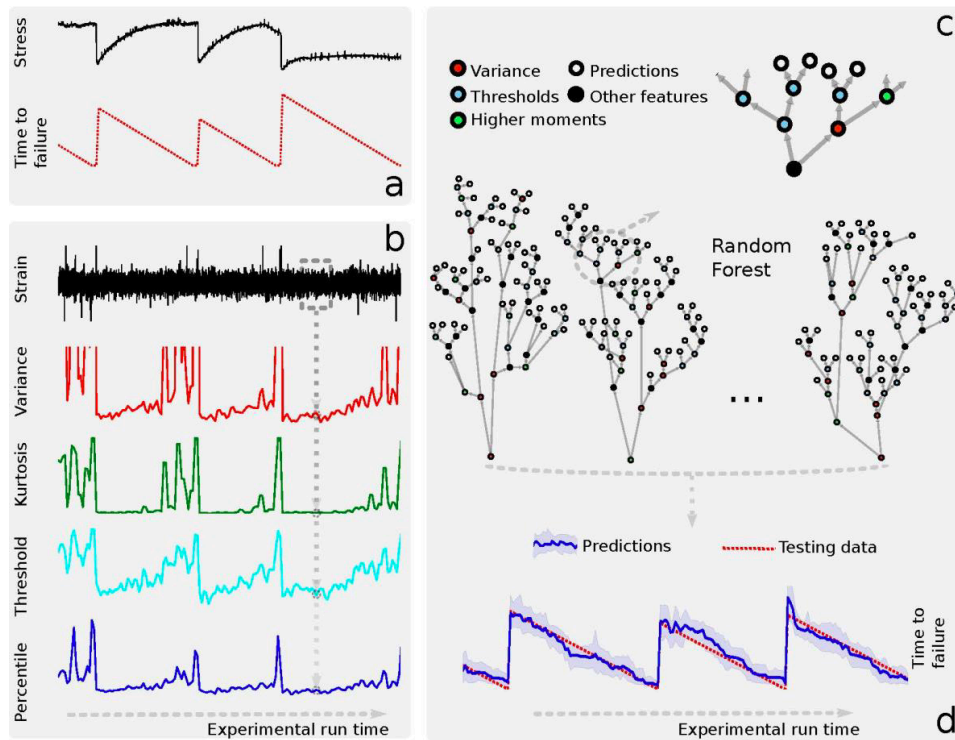 a
Stress
Time to
failure
b
Strain
Variance
Kurtosis
Threshold
Percentile
Experimental run time
c
Variance
Predictions
Thresholds
Other features
Higher moments
Random
Forest
...
Predictions
Testing data
Time to
failure
Experimental run time
d